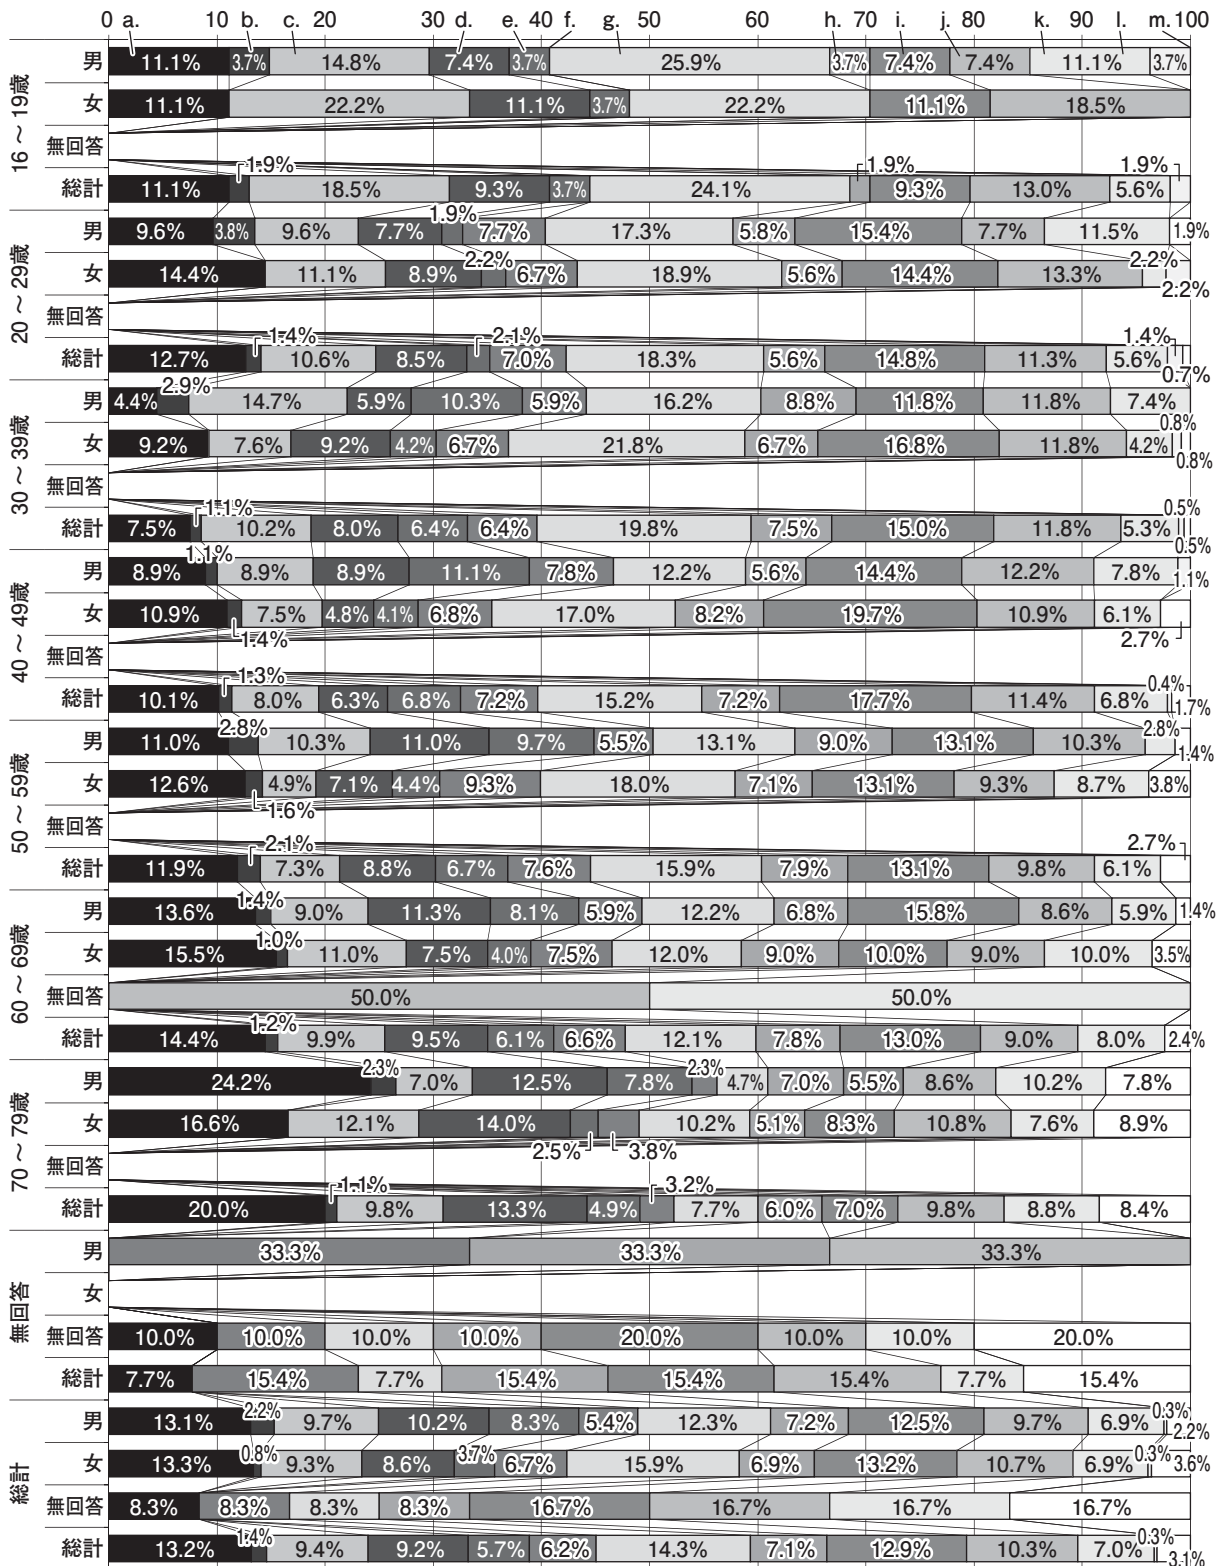 0 a. 10 b. c. 20 30 d. e. 40 f. g. 50 60 h. 70 i. j. 80 k. 90 l. m. 100
16～19歳
男 11.1% 3.7% 14.8% 7.4% 3.7% 25.9% 3.7% 7.4% 7.4% 11.1% 3.7%
女 11.1% 22.2% 11.1% 3.7% 22.2% 11.1% 18.5%
無回答
1.9% 1.9% 1.9%
総計 11.1% 18.5% 9.3% 3.7% 24.1% 9.3% 13.0% 5.6%
20～29歳
1.9%
男 9.6% 3.8% 9.6% 7.7% 7.7% 17.3% 5.8% 15.4% 7.7% 11.5% 1.9%
2.2% 2.2%
女 14.4% 11.1% 8.9% 6.7% 18.9% 5.6% 14.4% 13.3%
2.2%
無回答
1.4% 2.1% 1.4%
総計 12.7% 10.6% 8.5% 7.0% 18.3% 5.6% 14.8% 11.3% 5.6%
0.7%
30～39歳
2.9%
男 4.4% 14.7% 5.9% 10.3% 5.9% 16.2% 8.8% 11.8% 11.8% 7.4%
0.8%
女 9.2% 7.6% 9.2% 4.2% 6.7% 21.8% 6.7% 16.8% 11.8% 4.2%
0.8%
無回答
1.1% 0.5%
総計 7.5% 10.2% 8.0% 6.4% 6.4% 19.8% 7.5% 15.0% 11.8% 5.3%
0.5%
40～49歳
1.1%
男 8.9% 8.9% 8.9% 11.1% 7.8% 12.2% 5.6% 14.4% 12.2% 7.8% 1.1%
女 10.9% 7.5% 4.8% 4.1% 6.8% 17.0% 8.2% 19.7% 10.9% 6.1%
1.4% 2.7%
無回答
1.3% 0.4%
総計 10.1% 8.0% 6.3% 6.8% 7.2% 15.2% 7.2% 17.7% 11.4% 6.8% 1.7%
50～59歳
2.8% 2.8%
男 11.0% 10.3% 11.0% 9.7% 5.5% 13.1% 9.0% 13.1% 10.3% 1.4%
女 12.6% 4.9% 7.1% 4.4% 9.3% 18.0% 7.1% 13.1% 9.3% 8.7% 3.8%
1.6%
無回答
2.1% 2.7%
総計 11.9% 7.3% 8.8% 6.7% 7.6% 15.9% 7.9% 13.1% 9.8% 6.1%
60～69歳
1.4%
男 13.6% 9.0% 11.3% 8.1% 5.9% 12.2% 6.8% 15.8% 8.6% 5.9% 1.4%
1.0%
女 15.5% 11.0% 7.5% 4.0% 7.5% 12.0% 9.0% 10.0% 9.0% 10.0% 3.5%
無回答 50.0% 50.0%
1.2%
総計 14.4% 9.9% 9.5% 6.1% 6.6% 12.1% 7.8% 13.0% 9.0% 8.0% 2.4%
70～79歳
2.3% 2.3%
男 24.2% 7.0% 12.5% 7.8% 4.7% 7.0% 5.5% 8.6% 10.2% 7.8%
女 16.6% 12.1% 14.0% 10.2% 5.1% 8.3% 10.8% 7.6% 8.9%
2.5% 3.8%
無回答
1.1% 3.2%
総計 20.0% 9.8% 13.3% 4.9% 7.7% 6.0% 7.0% 9.8% 8.8% 8.4%
無回答
男 33.3% 33.3% 33.3%
女
無回答 10.0% 10.0% 10.0% 10.0% 20.0% 10.0% 10.0% 20.0%
総計 7.7% 15.4% 7.7% 15.4% 15.4% 15.4% 7.7% 15.4%
総計
2.2% 0.3%
男 13.1% 9.7% 10.2% 8.3% 5.4% 12.3% 7.2% 12.5% 9.7% 6.9% 2.2%
0.8% 3.7% 0.3%
女 13.3% 9.3% 8.6% 6.7% 15.9% 6.9% 13.2% 10.7% 6.9% 3.6%
無回答 8.3% 8.3% 8.3% 8.3% 16.7% 16.7% 16.7% 16.7%
1.4% 0.3%
総計 13.2% 9.4% 9.2% 5.7% 6.2% 14.3% 7.1% 12.9% 10.3% 7.0% 3.1%